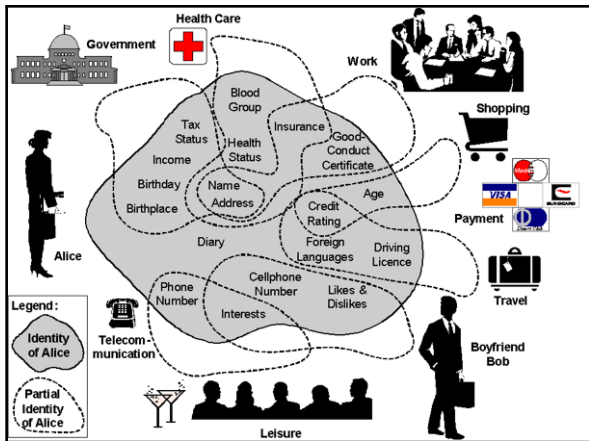 Health Care
Government
Work
Blood
Group
Tax
Status
Insurance
Good-
Conduct
Certificate
Shopping
Income
Health
Status
Birthday
Name
Address
Age
Birthplace
Credit
Rating
VISA
Payment
Diary
Foreign
Languages
Driving
Licence
Alice
Phone
Number
Cellphone
Number
Likes &
Dislikes
Travel
Interests
Legend:
Identity
of Alice
Telecom-
munication
Boyfriend
Bob
Partial
Identity
of Alice
Leisure